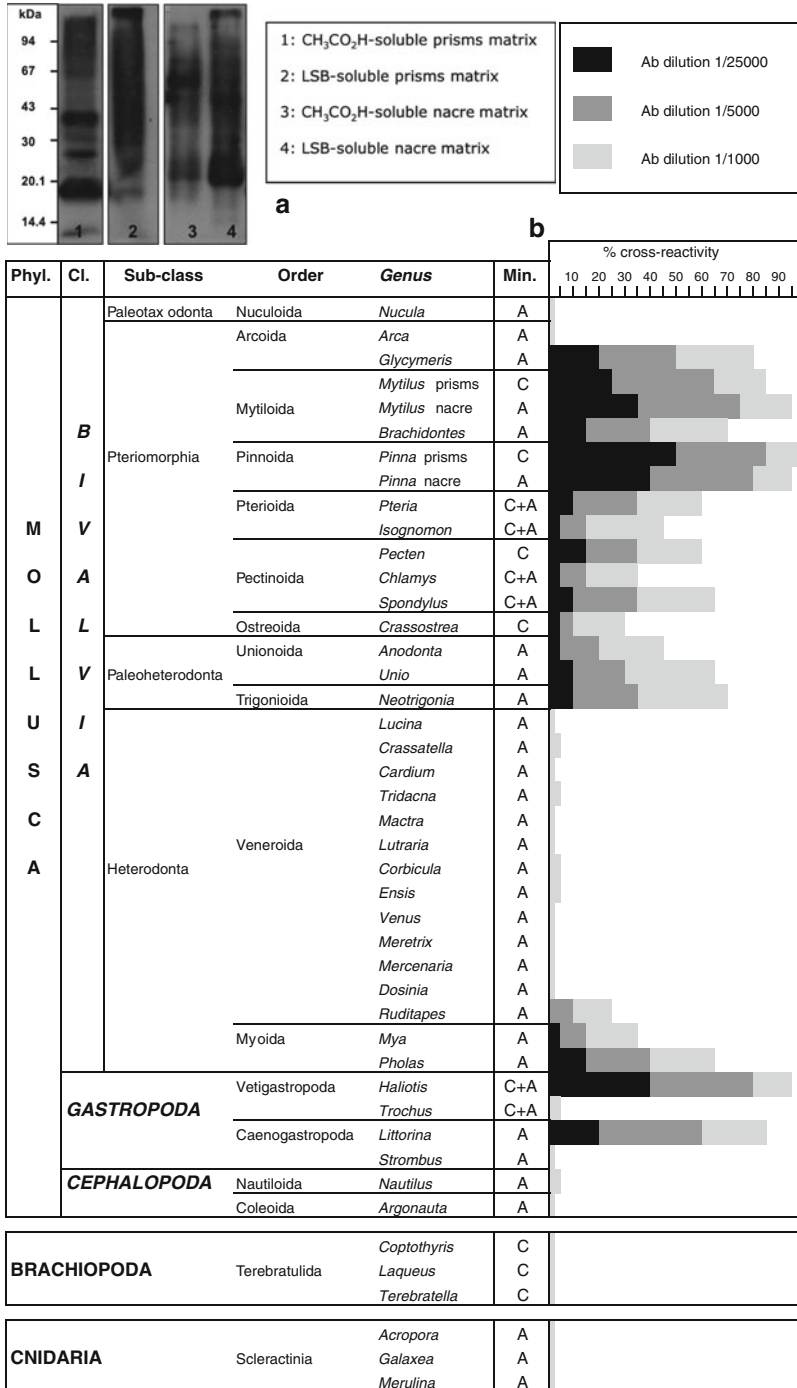 kDa
94
67
43
30
20.1
14.4
1 2 3 4
1: CH₃CO₂H-soluble prisms matrix
2: LSB-soluble prisms matrix
3: CH₃CO₂H-soluble nacre matrix
4: LSB-soluble nacre matrix
Ab dilution 1/25000
Ab dilution 1/5000
Ab dilution 1/1000
a
b
% cross-reactivity
10 20 30 40 50 60 70 80 90
Phyl. Cl. Sub-class Order Genus Min.
MOLLUSCA
BIVALVIA
Paleotax odonta Nuculoida Nucula A
Pteriomorphia
Arcoida Arca A
Glycymeris A
Mytilus prisms C
Mytiloida Mytilus nacre A
Brachidontes A
Pinnoida Pinna prisms C
Pinna nacre A
Pterioida Pteria C+A
Isognomon C+A
Pecten C
Pectinoida Chlamys C+A
Spondylus C+A
Ostreoida Crassostrea C
Paleoheterodonta
Unionoida Anodonta A
Unio A
Trigonioida Neotrigonia A
Heterodonta
Lucina A
Crassatella A
Cardium A
Tridacna A
Mactra A
Veneroida Lutraria A
Corbicula A
Ensis A
Venus A
Meretrix A
Mercenaria A
Dosinia A
Ruditapes A
Myoida Mya A
Pholas A
GASTROPODA
Vetigastropoda Haliotis C+A
Trochus C+A
Caenogastropoda Littorina A
Strombus A
CEPHALOPODA Nautiloida Nautilus A
Coleoida Argonauta A
Coptothyris C
BRACHIOPODA Terebratulida Laqueus C
Terebratella C
Acropora A
CNIDARIA Scleractinia Galaxea A
Merulina A